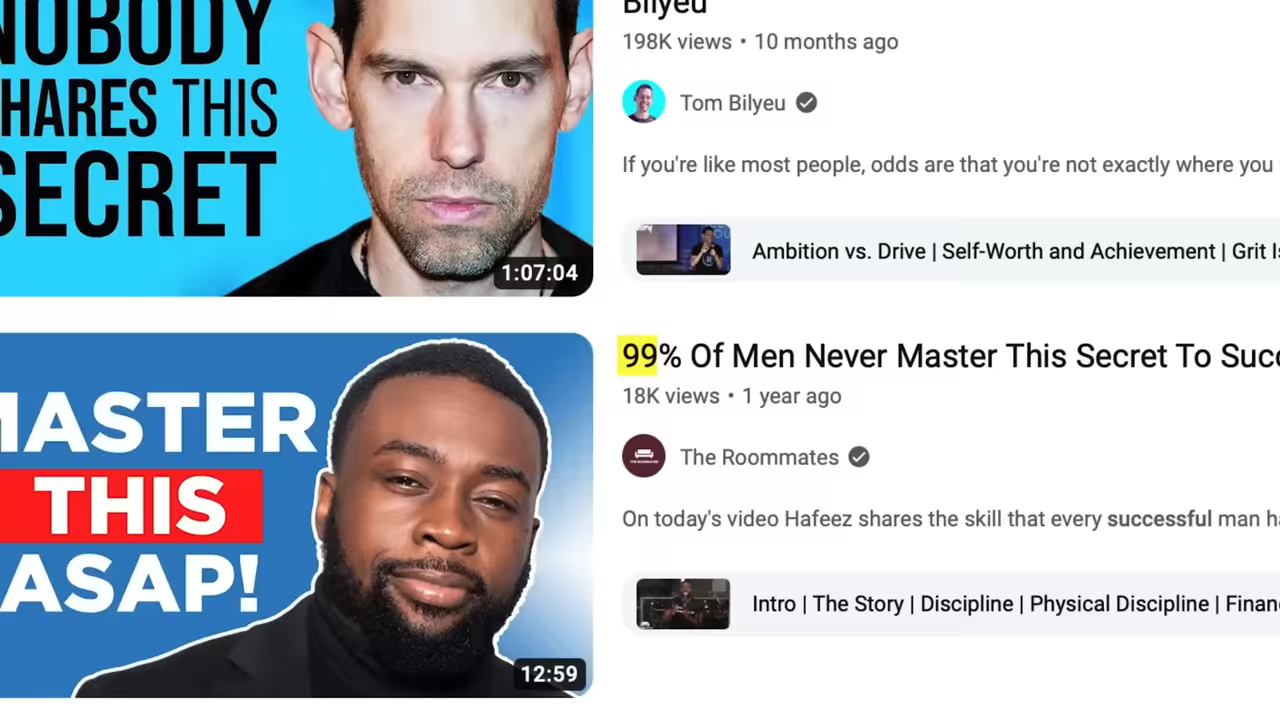 NOBODY
HARES THIS
SECRET
1:07:04
Bilyeu
198K views • 10 months ago
Tom Bilyeu
If you're like most people, odds are that you're not exactly where you
Ambition vs. Drive | Self-Worth and Achievement | Grit Is
MASTER
THIS
ASAP!
12:59
99% Of Men Never Master This Secret To Succ
18K views • 1 year ago
The Roommates
On today's video Hafeez shares the skill that every successful man ha
Intro | The Story | Discipline | Physical Discipline | Finan